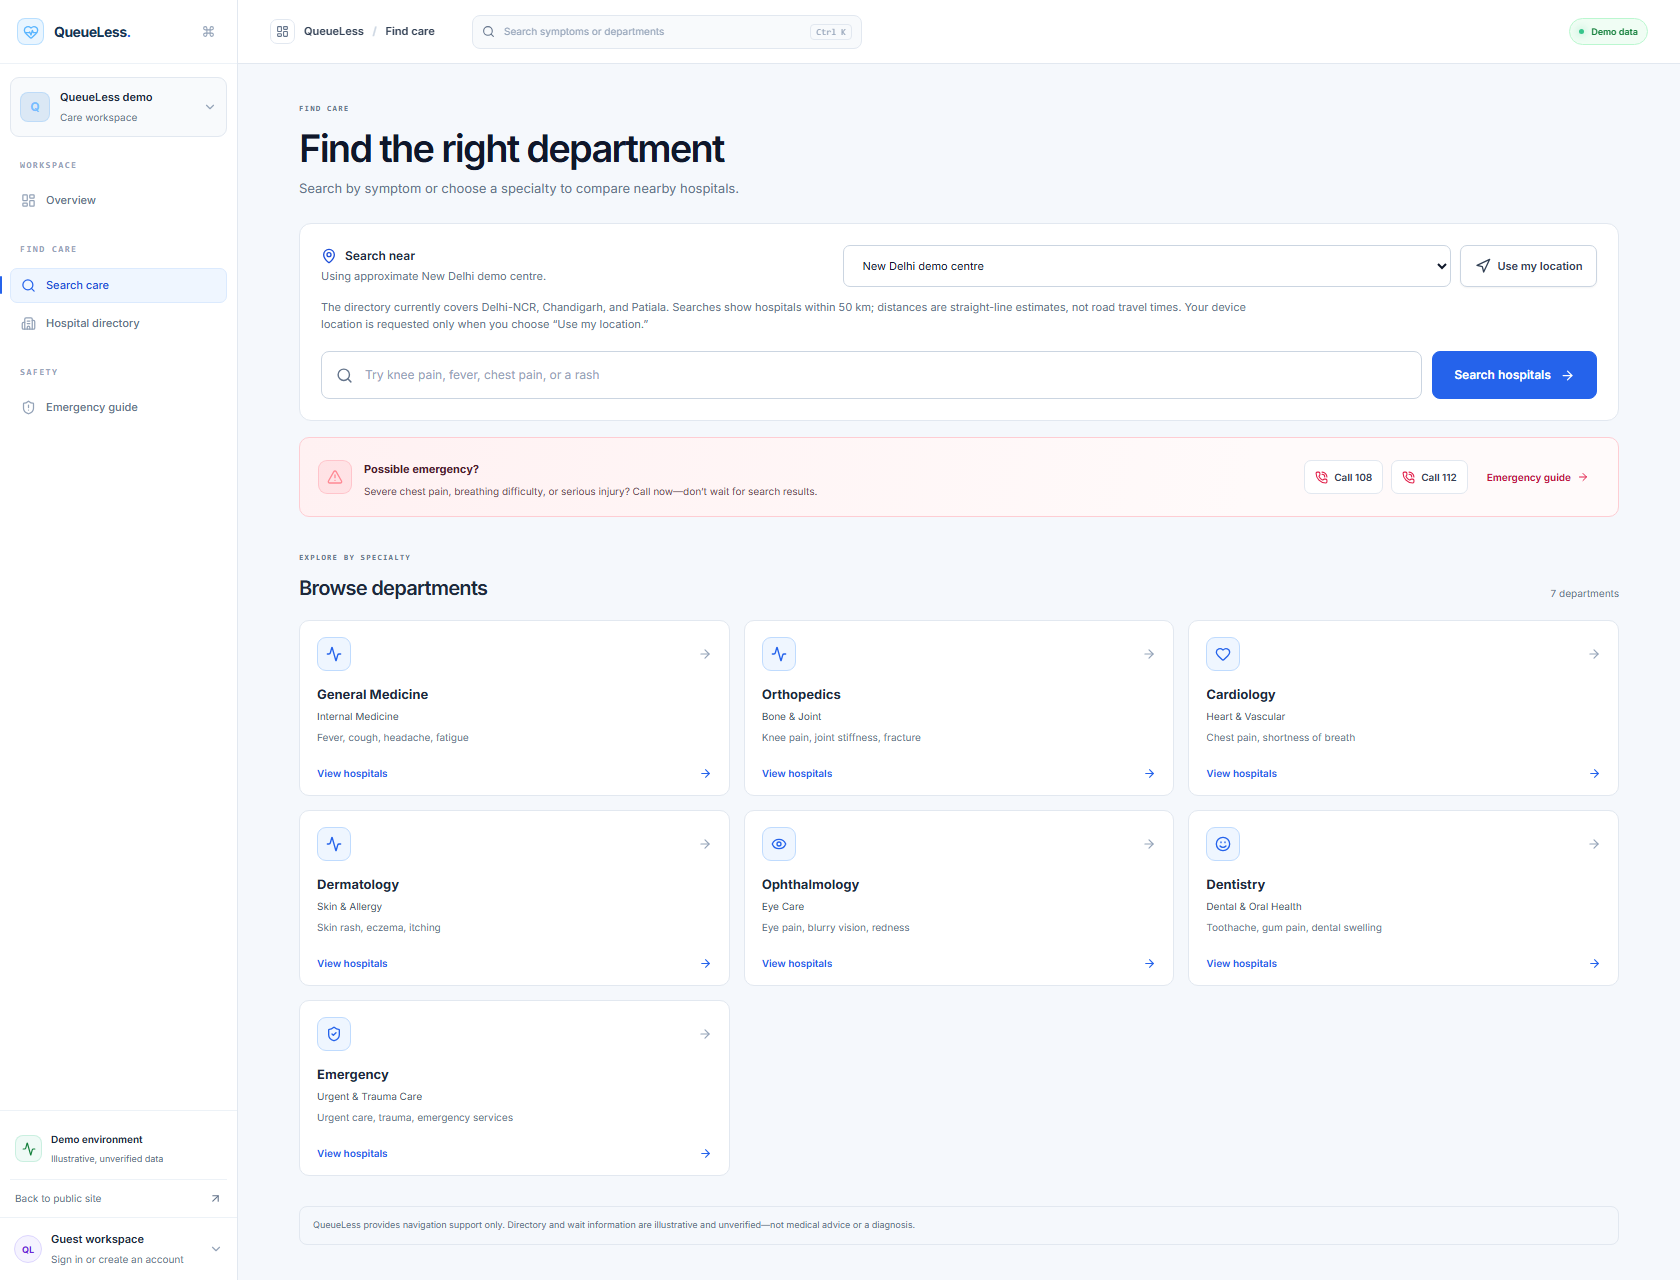 QueueLess.
⌘
Q
QueueLess demo
Care workspace
WORKSPACE
Overview
FIND CARE
Search care
Hospital directory
SAFETY
Emergency guide
Demo environment
Illustrative, unverified data
Back to public site
QL
Guest workspace
Sign in or create an account
QueueLess / Find care
Search symptoms or departments
Ctrl K
Demo data
FIND CARE
Find the right department
Search by symptom or choose a specialty to compare nearby hospitals.
Search near
Using approximate New Delhi demo centre.
New Delhi demo centre
Use my location
The directory currently covers Delhi-NCR, Chandigarh, and Patiala. Searches show hospitals within 50 km; distances are straight-line estimates, not road travel times. Your device
location is requested only when you choose “Use my location.”
Try knee pain, fever, chest pain, or a rash
Search hospitals
Possible emergency?
Severe chest pain, breathing difficulty, or serious injury? Call now—don’t wait for search results.
Call 108
Call 112
Emergency guide
EXPLORE BY SPECIALTY
Browse departments
7 departments
General Medicine
Internal Medicine
Fever, cough, headache, fatigue
View hospitals
Orthopedics
Bone & Joint
Knee pain, joint stiffness, fracture
View hospitals
Cardiology
Heart & Vascular
Chest pain, shortness of breath
View hospitals
Dermatology
Skin & Allergy
Skin rash, eczema, itching
View hospitals
Ophthalmology
Eye Care
Eye pain, blurry vision, redness
View hospitals
Dentistry
Dental & Oral Health
Toothache, gum pain, dental swelling
View hospitals
Emergency
Urgent & Trauma Care
Urgent care, trauma, emergency services
View hospitals
QueueLess provides navigation support only. Directory and wait information are illustrative and unverified—not medical advice or a diagnosis.